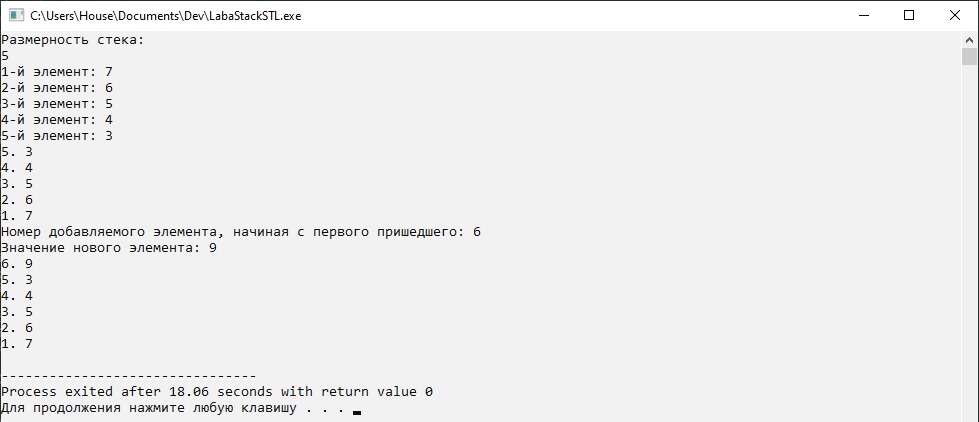 C:\Users\House\Documents\Dev\LabaStackSTL.exe
Размерность стека:
5
1-й элемент: 7
2-й элемент: 6
3-й элемент: 5
4-й элемент: 4
5-й элемент: 3
5. 3
4. 4
3. 5
2. 6
1. 7
Номер добавляемого элемента, начиная с первого пришедшего: 6
Значение нового элемента: 9
6. 9
5. 3
4. 4
3. 5
2. 6
1. 7
--------------------------------
Process exited after 18.06 seconds with return value 0
Для продолжения нажмите любую клавишу . . .